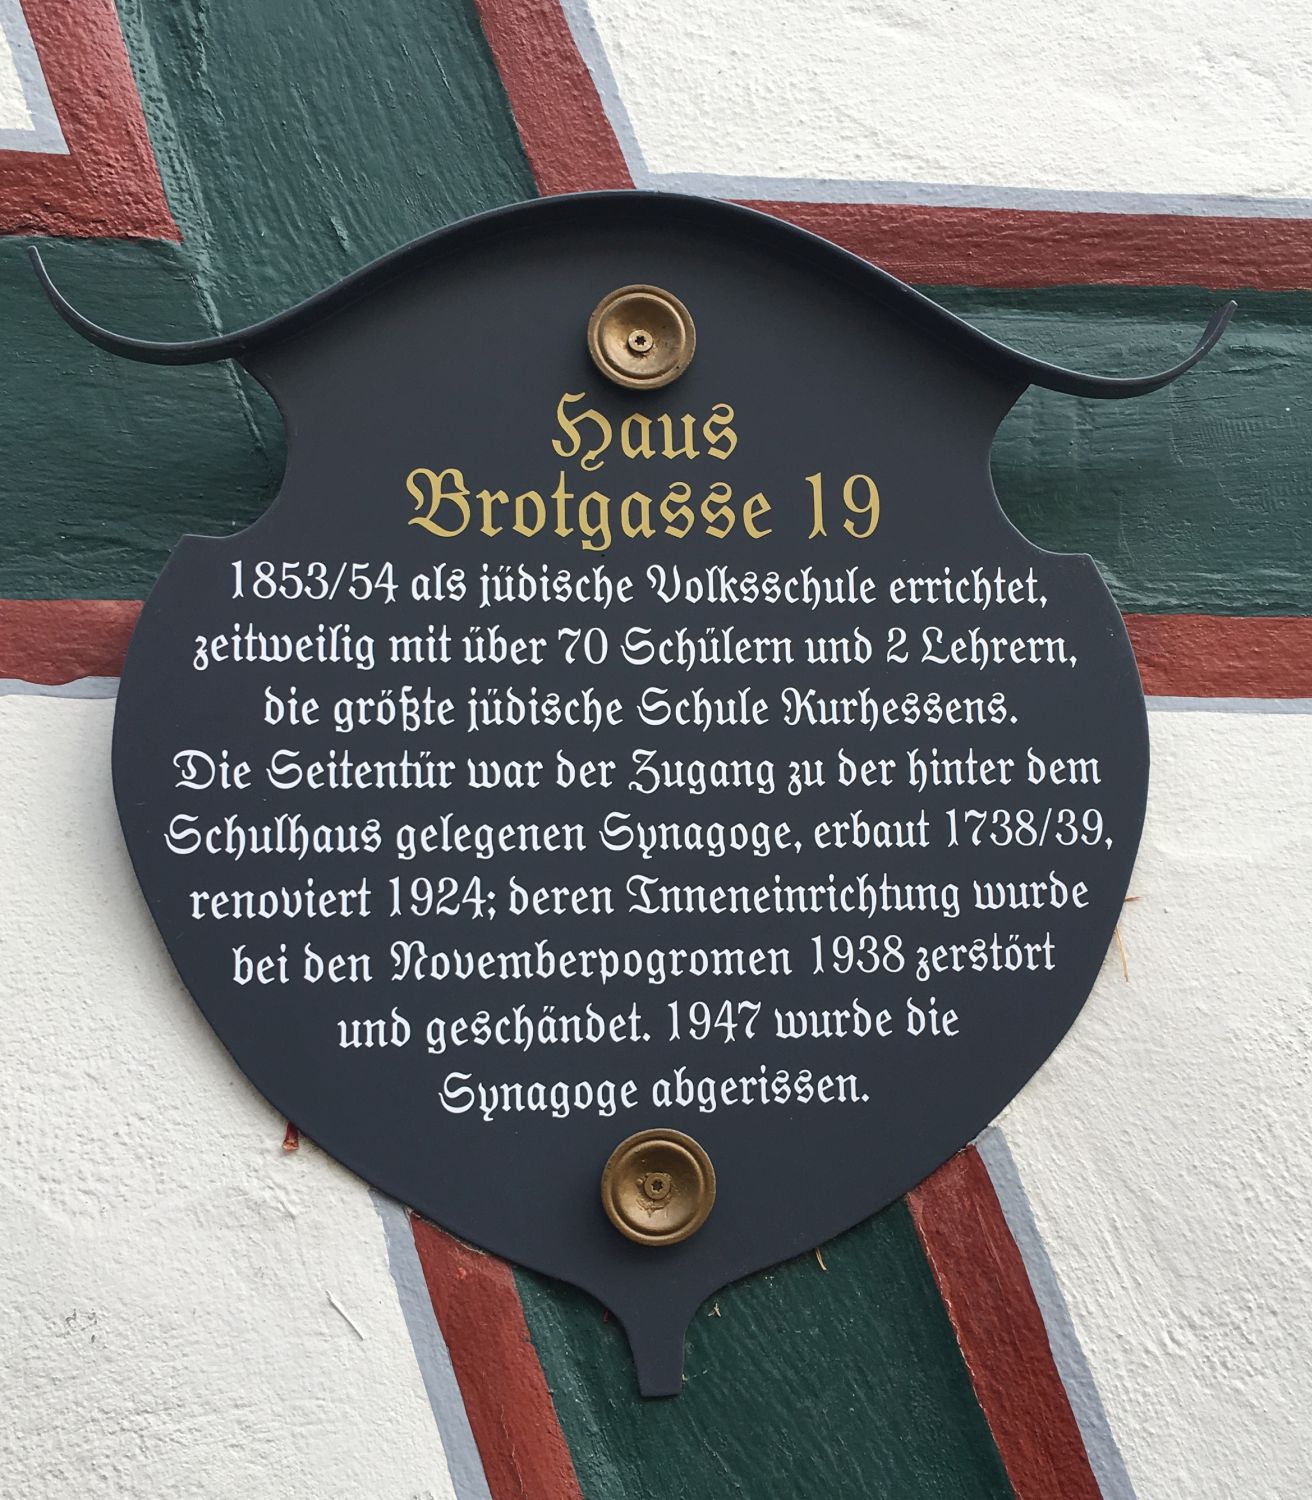 Haus
Brotgasse 19
1853/54 als jüdische Volksschule errichtet,
zeitweilig mit über 70 Schülern und 2 Lehrern,
die größte jüdische Schule Kurhessens.
Die Seitentür war der Zugang zu der hinter dem
Schulhaus gelegenen Synagoge, erbaut 1738/39,
renoviert 1924; deren Inneneinrichtung wurde
bei den Novemberpogromen 1938 zerstört
und geschändet. 1947 wurde die
Synagoge abgerissen.